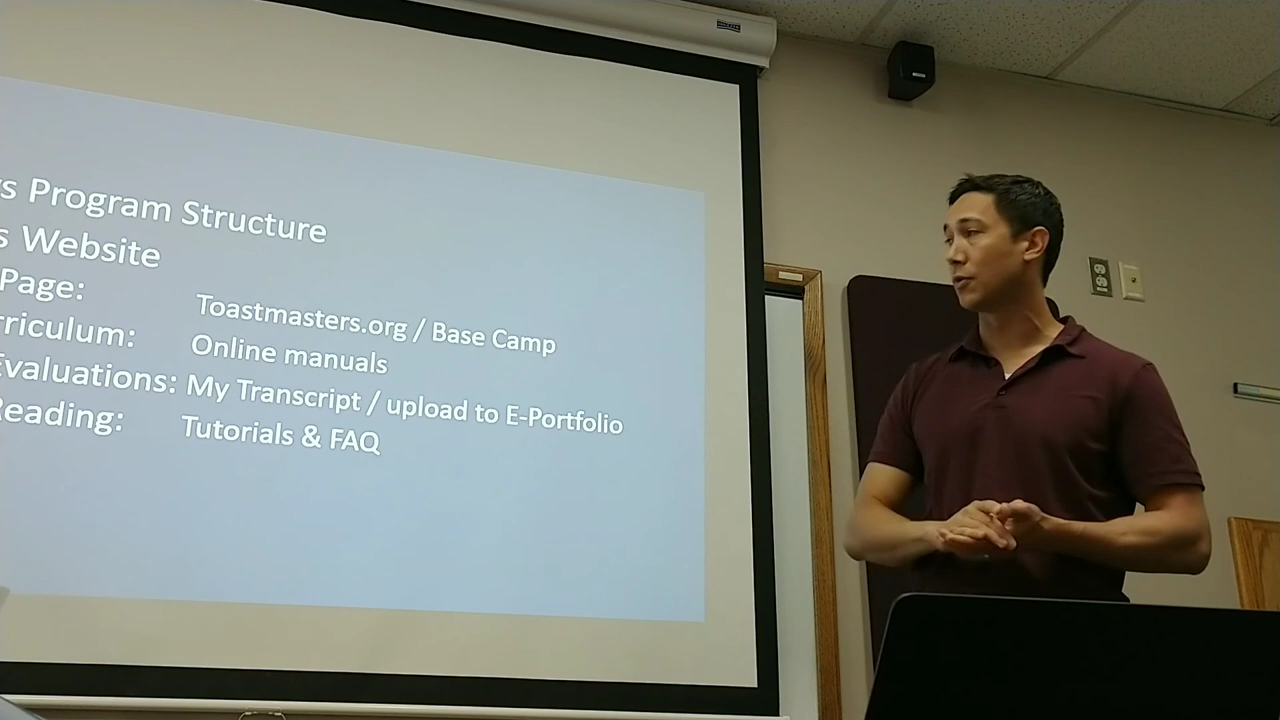 s Program Structure
s Website
Page: Toastmasters.org / Base Camp
rriculum: Online manuals
Evaluations: My Transcript / upload to E-Portfolio
Reading: Tutorials & FAQ